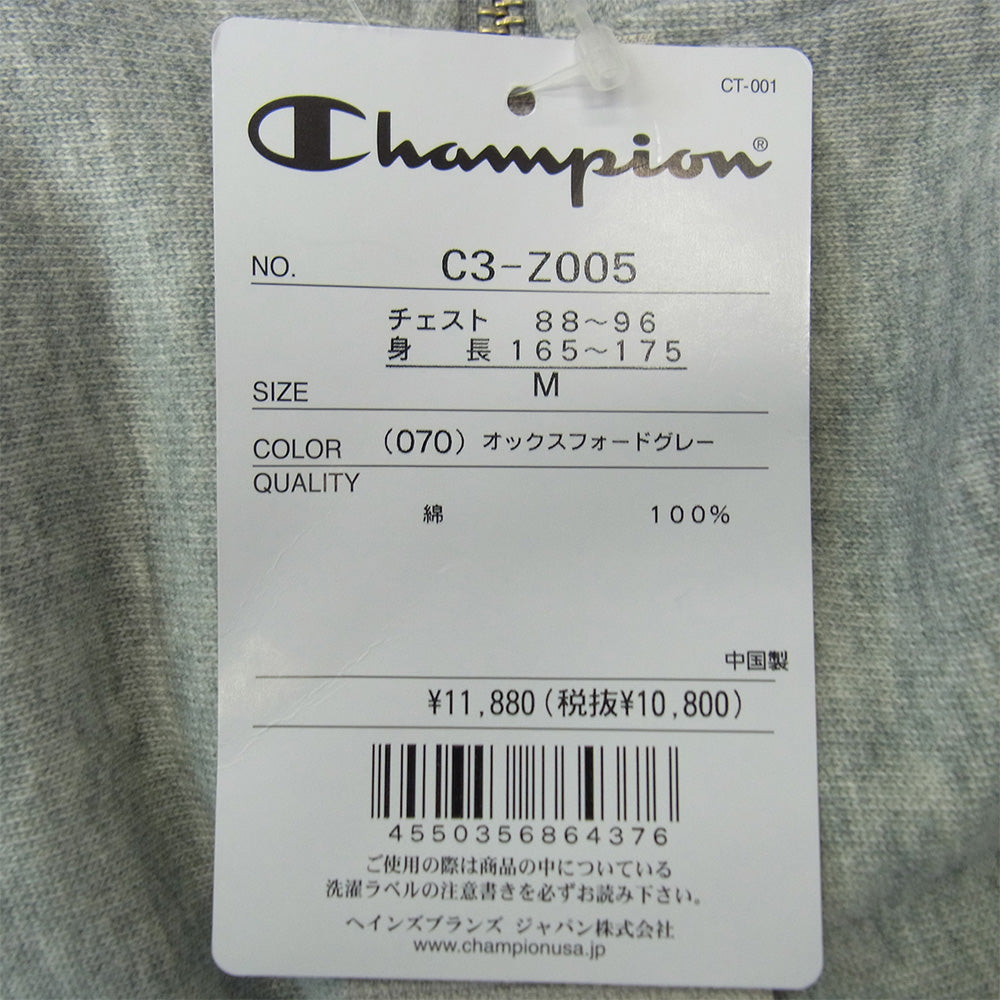 CT-001
Champion®
NO. C3-Z005
チェスト 88~96
身長 165~175
SIZE M
COLOR (070) オックスフォードグレー
QUALITY
綿 100%
中国製
¥11,880(税抜¥10,800)
4550356864376
ご使用の際は商品の中についている
洗濯ラベルの注意書きを必ずお読み下さい。
ヘインズブランズ ジャパン株式会社
www.championusa.jp